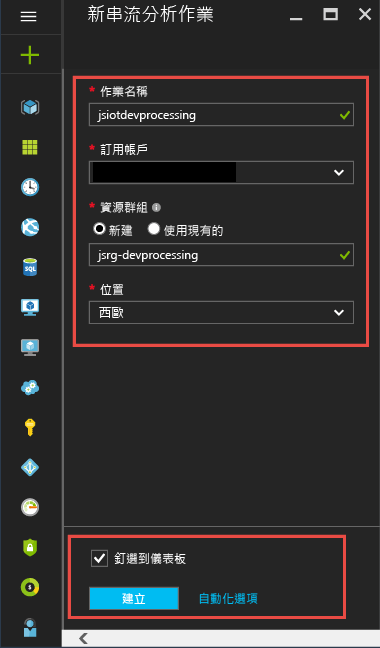 新串流分析作業
* 作業名稱
jsiotdevprocessing
* 訂用帳戶
* 資源群組
新建 使用現有的
jsrg-devprocessing
* 位置
西歐
SQL
釘選到儀表板
建立 自動化選項